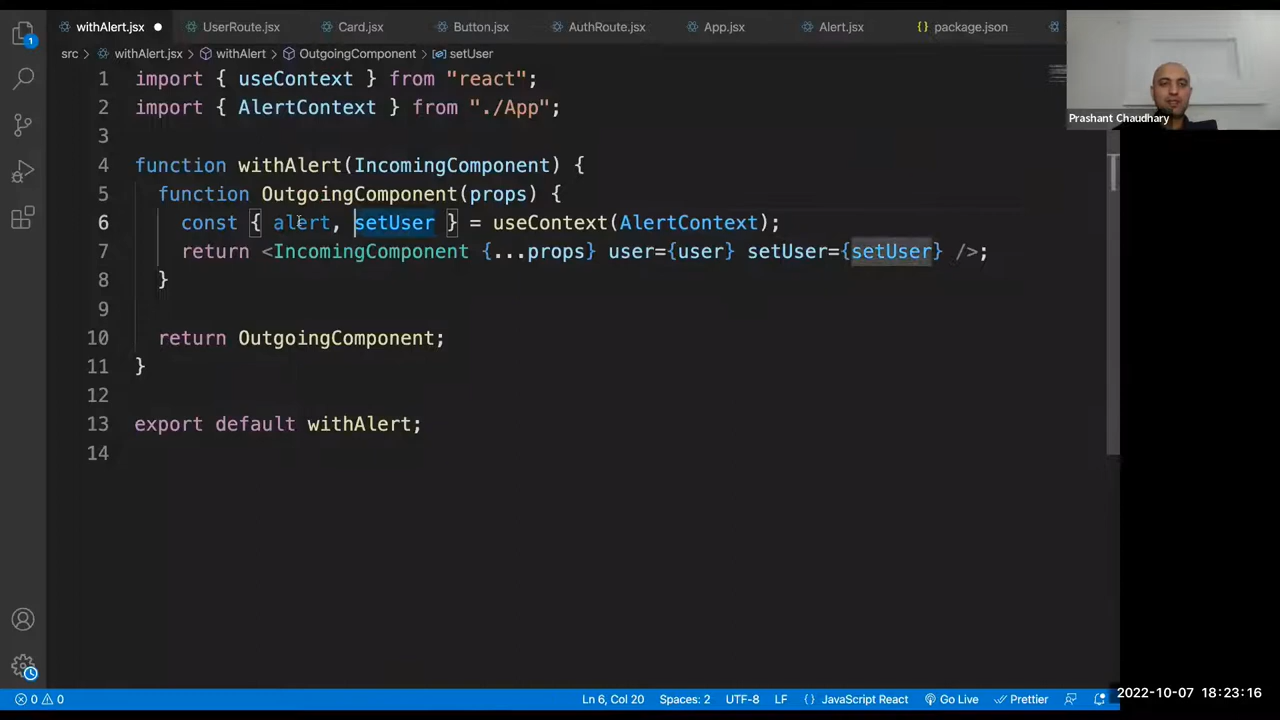 withAlert.jsx UserRoute.jsx Card.jsx Button.jsx AuthRoute.jsx App.jsx Alert.jsx package.json
src > withAlert.jsx > withAlert > OutgoingComponent > setUser
Prashant Chaudhary
1 import { useContext } from "react";
2 import { AlertContext } from "./App";
3
4 function withAlert(IncomingComponent) {
5 function OutgoingComponent(props) {
6 const { alert, setUser } = useContext(AlertContext);
7 return <IncomingComponent {...props} user={user} setUser={setUser} />;
8 }
9
10 return OutgoingComponent;
11 }
12
13 export default withAlert;
14
1
0 0 Ln 6, Col 20 Spaces: 2 UTF-8 LF { } JavaScript React Go Live Prettier
2022-10-07 18:23:16